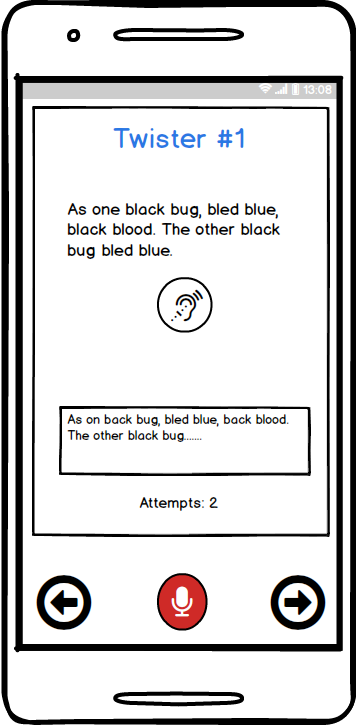 13:08
Twister #1
As one black bug, bled blue,
black blood. The other black
bug bled blue.
As on back bug, bled blue, back blood.
The other black bug.......
Attempts: 2